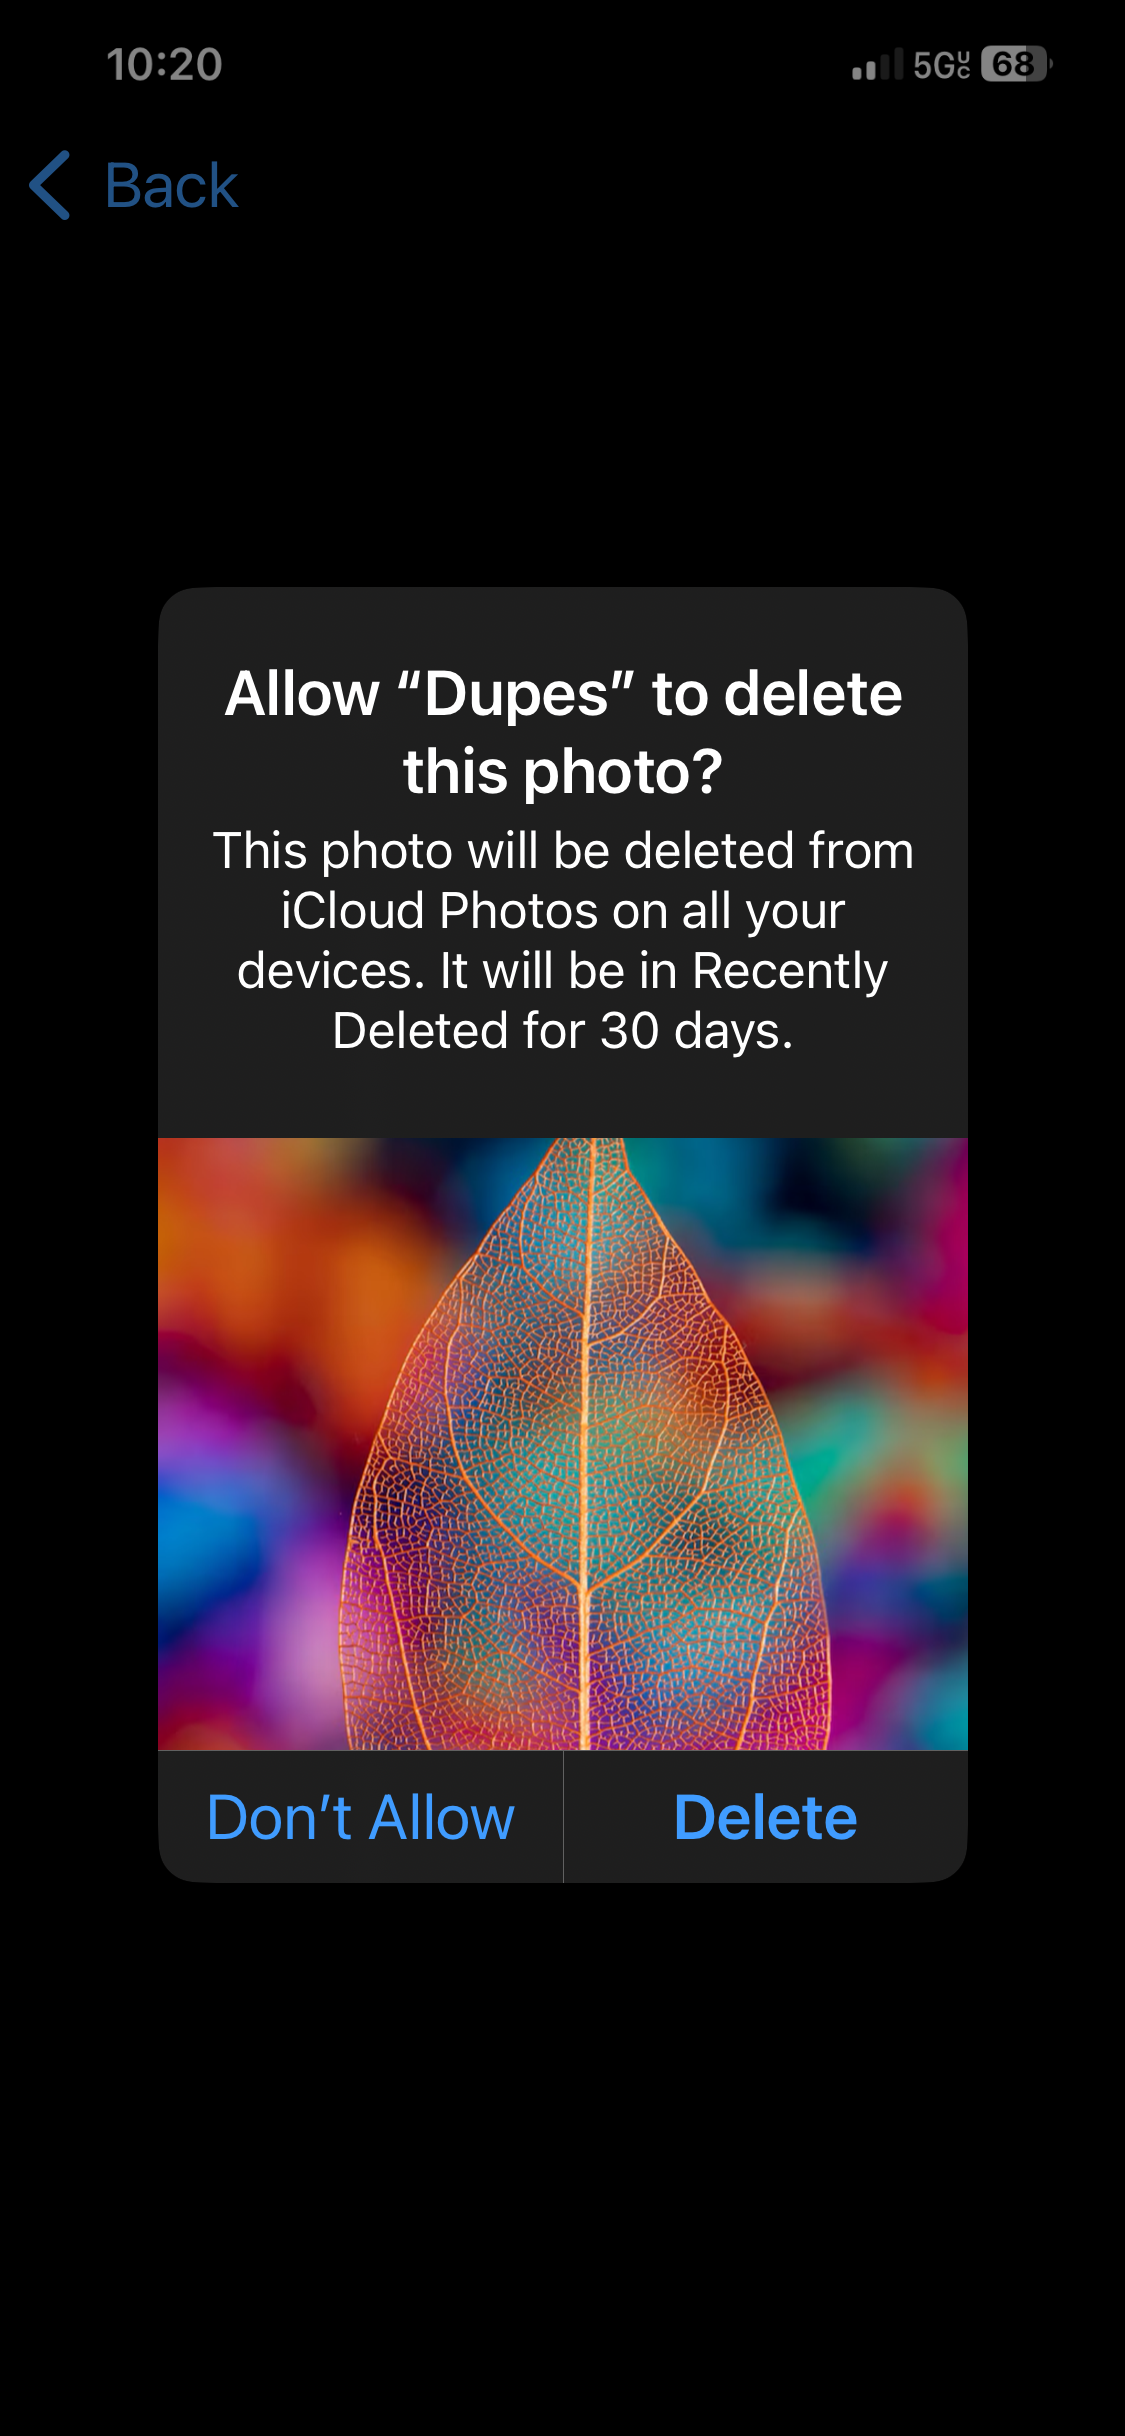 10:20
5G 68
Back
Allow “Dupes” to delete
this photo?
This photo will be deleted from
iCloud Photos on all your
devices. It will be in Recently
Deleted for 30 days.
Don’t Allow
Delete